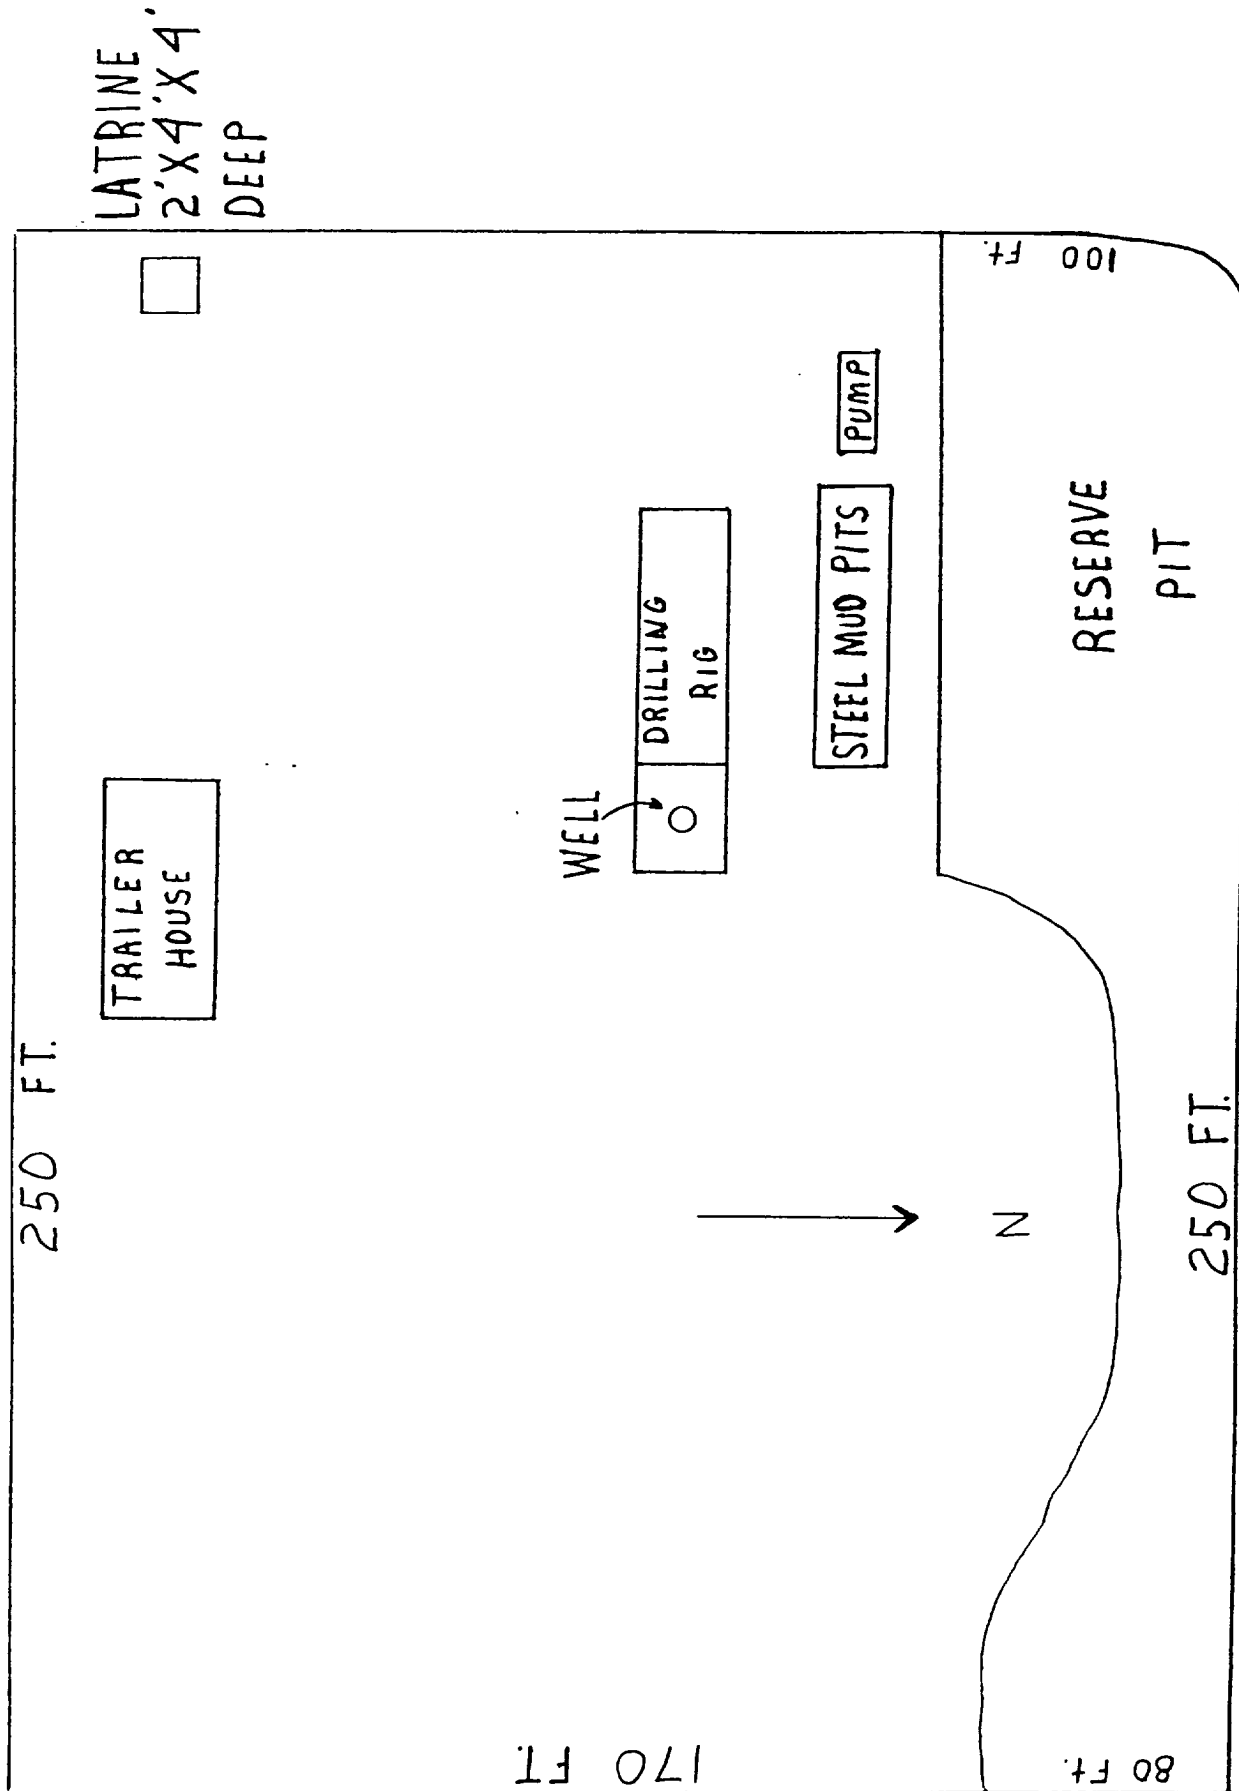 LATRINE
2'X4'X4'
DEEP
250 FT.
TRAILER
HOUSE
WELL
DRILLING
RIG
STEEL MUD PITS
PUMP
100 Ft.
RESERVE
PIT
N
170 FT.
80 Ft.
250 FT.